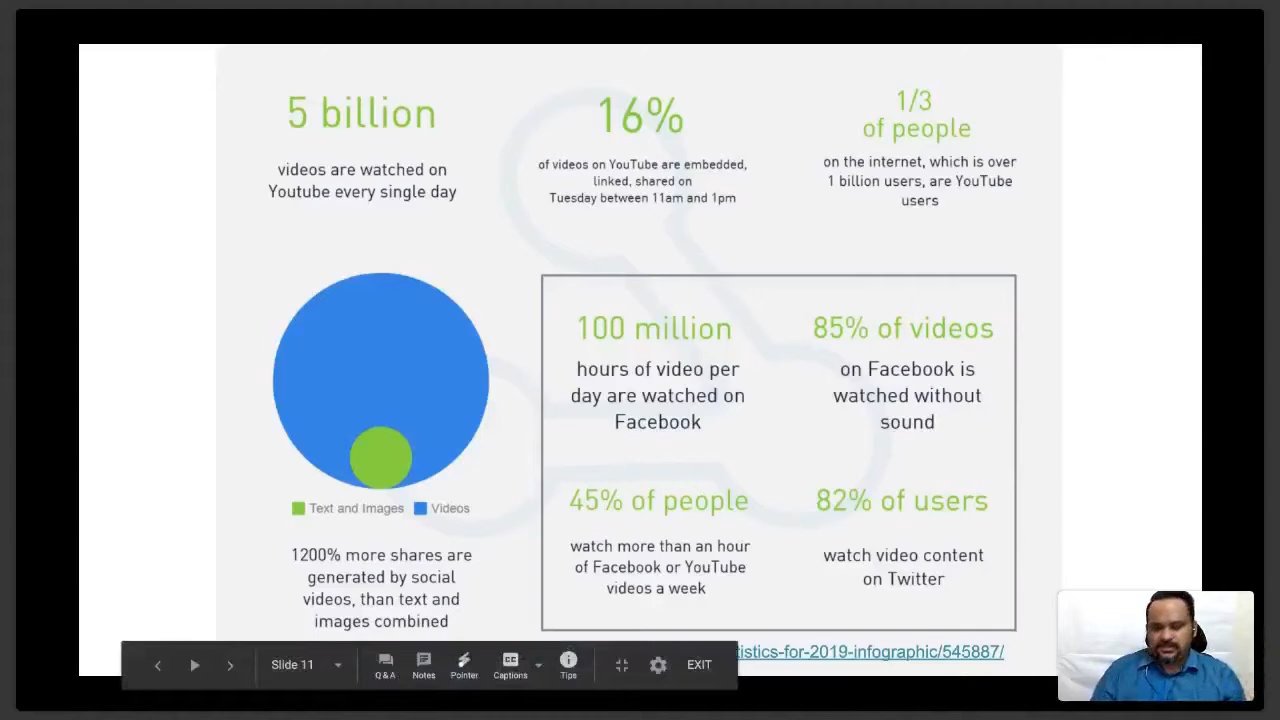 5 billion
videos are watched on
Youtube every single day
16%
of videos on YouTube are embedded,
linked, shared on
Tuesday between 11am and 1pm
1/3
of people
on the internet, which is over
1 billion users, are YouTube
users
Text and Images
Videos
1200% more shares are
generated by social
videos, than text and
images combined
100 million
hours of video per
day are watched on
Facebook
85% of videos
on Facebook is
watched without
sound
45% of people
watch more than an hour
of Facebook or YouTube
videos a week
82% of users
watch video content
on Twitter
tistics-for-2019-infographic/545887/
Slide 11
Q & A
Notes
Pointer
CC
Captions
Tips
EXIT